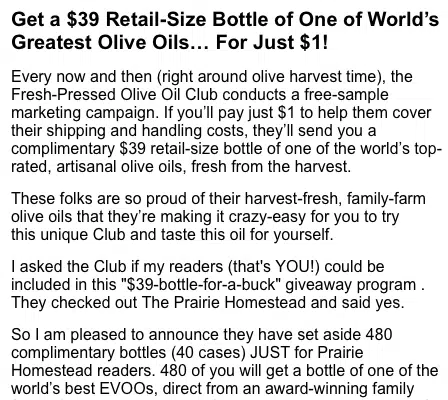 Get a $39 Retail-Size Bottle of One of World's
Greatest Olive Oils… For Just $1!
Every now and then (right around olive harvest time), the
Fresh-Pressed Olive Oil Club conducts a free-sample
marketing campaign. If you'll pay just $1 to help them cover
their shipping and handling costs, they'll send you a
complimentary $39 retail-size bottle of one of the world's top-
rated, artisanal olive oils, fresh from the harvest.
These folks are so proud of their harvest-fresh, family-farm
olive oils that they're making it crazy-easy for you to try
this unique Club and taste this oil for yourself.
I asked the Club if my readers (that's YOU!) could be
included in this "$39-bottle-for-a-buck" giveaway program .
They checked out The Prairie Homestead and said yes.
So I am pleased to announce they have set aside 480
complimentary bottles (40 cases) JUST for Prairie
Homestead readers. 480 of you will get a bottle of one of the
world's best EVOOs, direct from an award-winning family